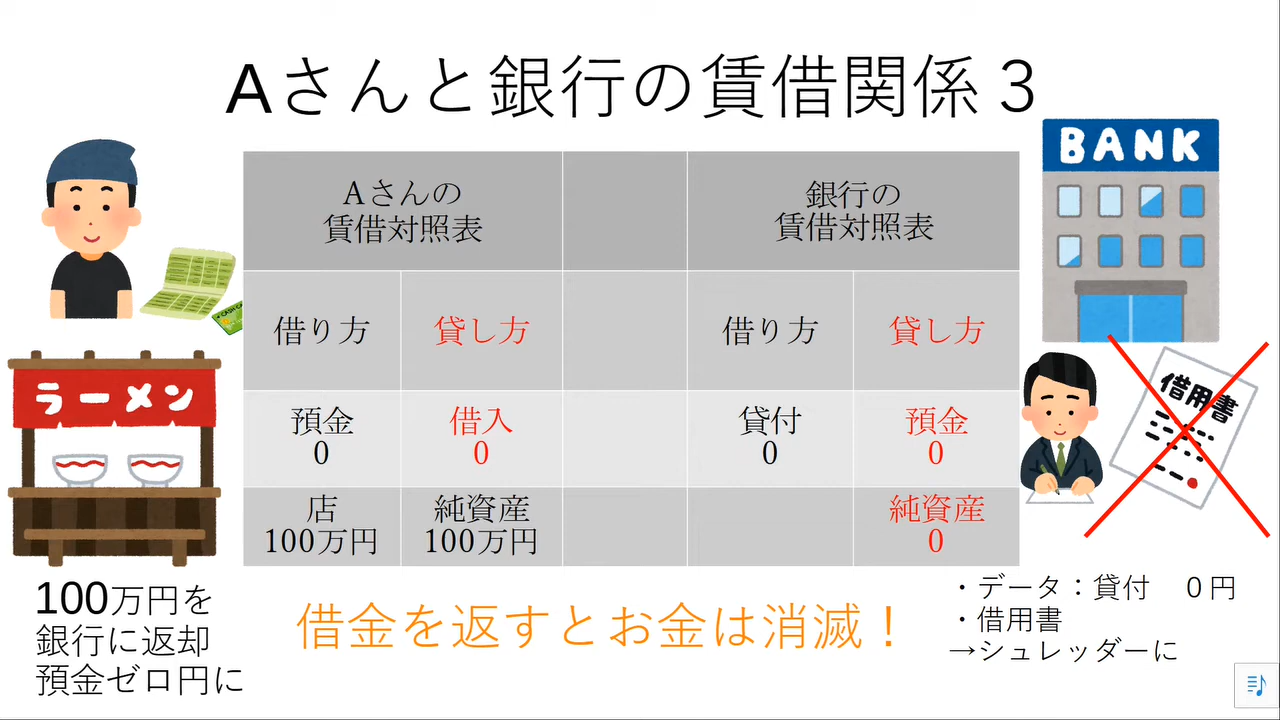 Aさんと銀行の賃借関係３
BANK
Aさんの
賃借対照表
銀行の
賃借対照表
借り方
貸し方
借り方
貸し方
ラーメン
借用書
預金
0
借入
0
貸付
0
預金
0
店
100万円
純資産
100万円
純資産
0
100万円を
銀行に返却
預金ゼロ円に
借金を返すとお金は消滅！
・データ：貸付　０円
・借用書
→シュレッダーに